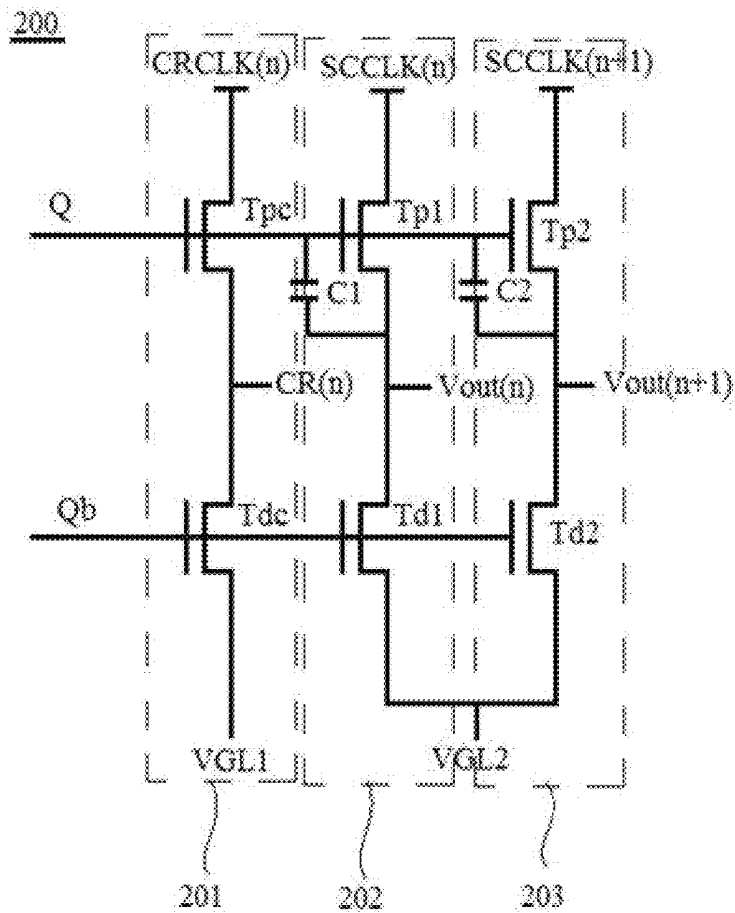 200
CRCLK(n) SCCLK(n) SCCLK(n+1)
Q Tpc Tp1 Tp2
C1 C2
CR(n) Vout(n) Vout(n+1)
Qb Tdc Td1 Td2
VGL1 VGL2
201 202 203